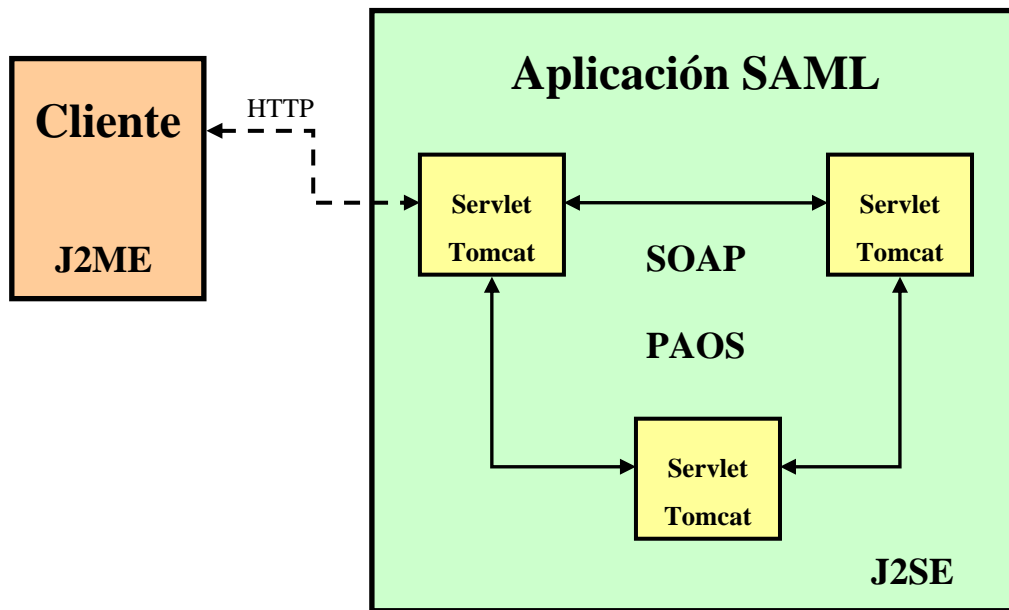 Aplicación SAML
Cliente
HTTP
J2ME
Servlet
Tomcat
SOAP
Servlet
Tomcat
PAOS
Servlet
Tomcat
J2SE